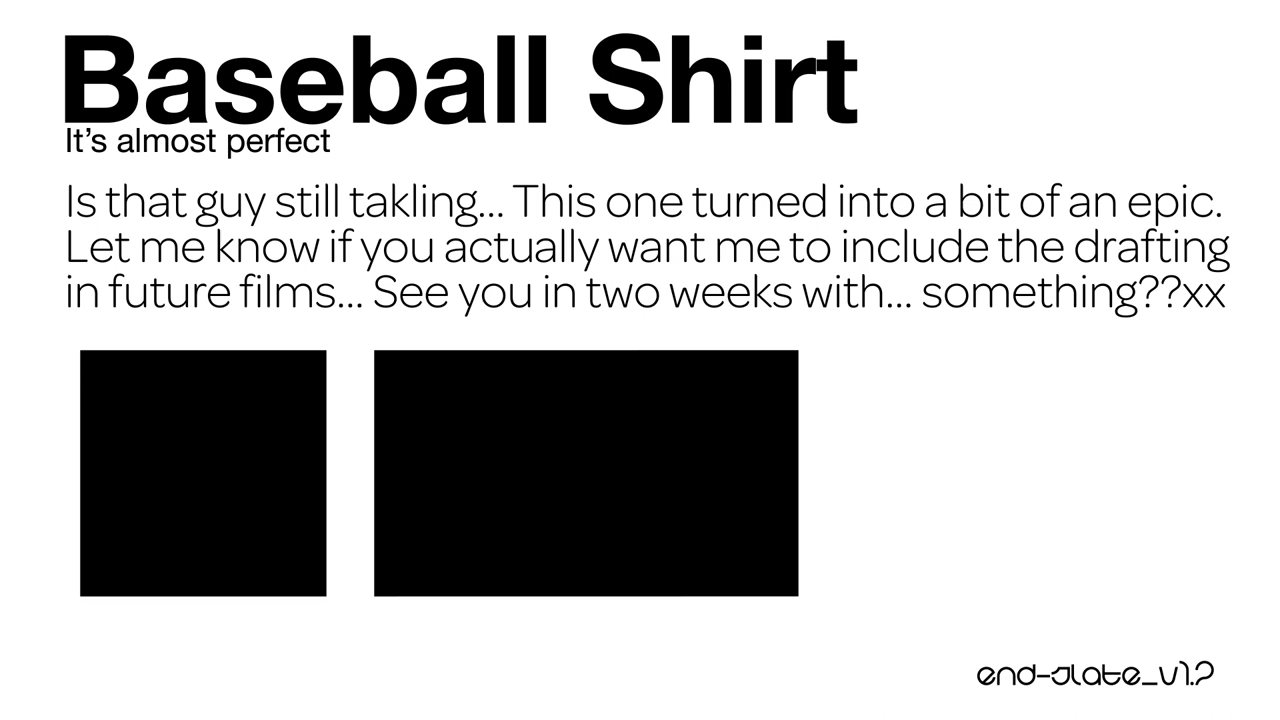 Baseball Shirt
It’s almost perfect
Is that guy still takling... This one turned into a bit of an epic.
Let me know if you actually want me to include the drafting
in future films... See you in two weeks with... something??xx
end-slate_v1.2